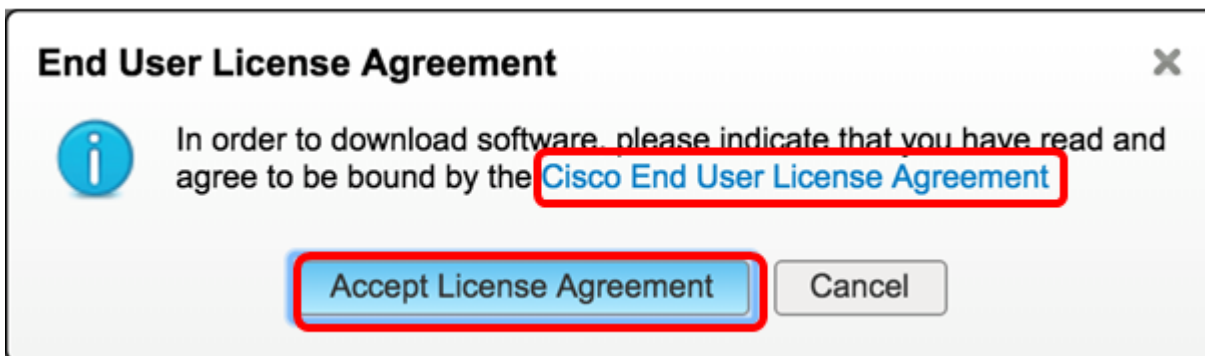 End User License Agreement
In order to download software, please indicate that you have read and
agree to be bound by the Cisco End User License Agreement
Accept License Agreement
Cancel